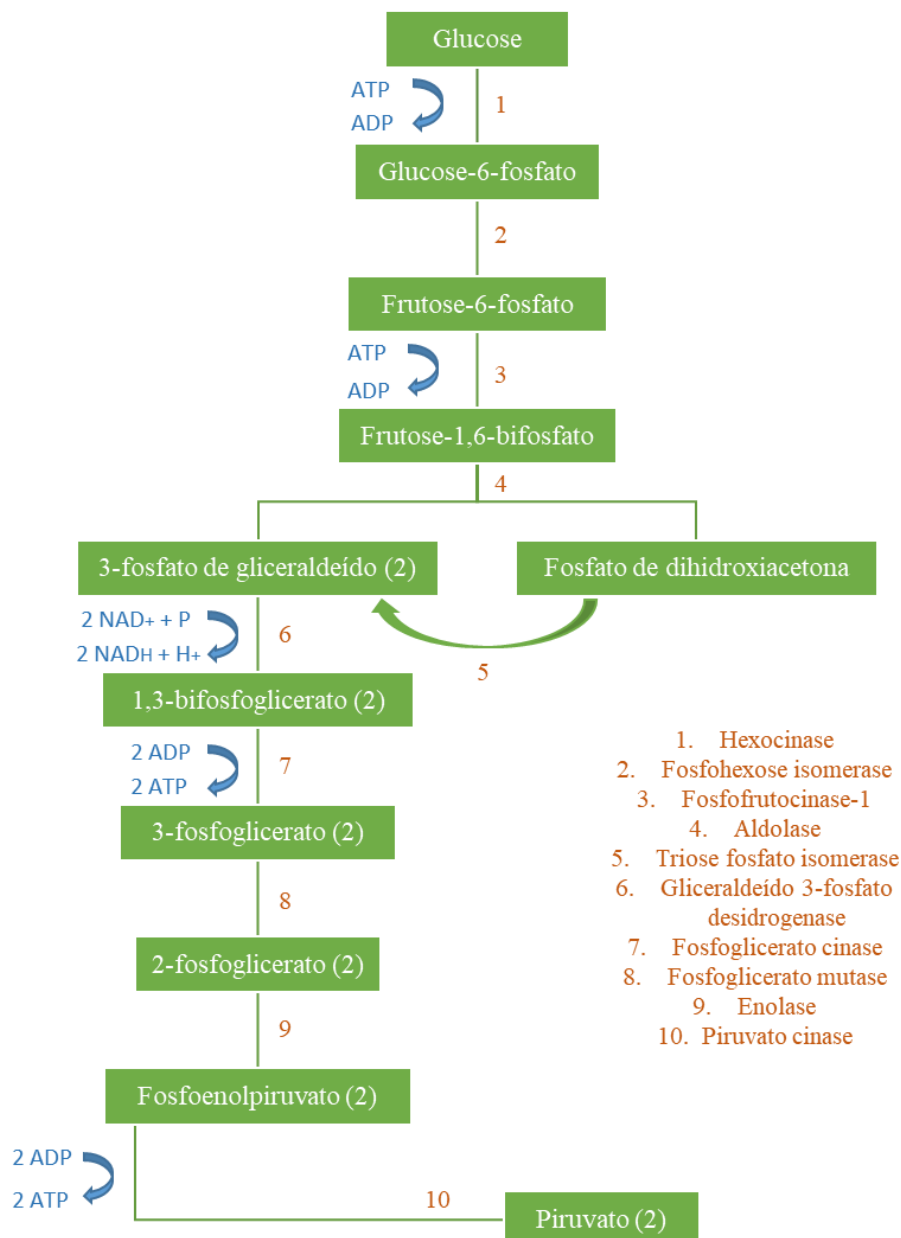 Glucose
ATP
1
ADP
Glucose-6-fosfato
2
Frutose-6-fosfato
ATP
3
ADP
Frutose-1,6-bifosfato
4
3-fosfato de gliceraldeído (2)
Fosfato de dihidroxiacetona
2 NAD+ + P
6
2 NADH + H+
5
1,3-bifosfoglicerato (2)
2 ADP
7
2 ATP
3-fosfoglicerato (2)
8
2-fosfoglicerato (2)
9
Fosfoenolpiruvato (2)
2 ADP
2 ATP
10
Piruvato (2)
1. Hexocinase
2. Fosfohexose isomerase
3. Fosfofrutocinase-1
4. Aldolase
5. Triose fosfato isomerase
6. Gliceraldeído 3-fosfato
desidrogenase
7. Fosfoglicerato cinase
8. Fosfoglicerato mutase
9. Enolase
10. Piruvato cinase